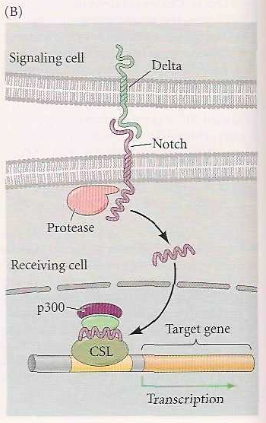 (B)
Signaling cell
Delta
Notch
Protease
Receiving cell
p300
Target gene
CSL
Transcription